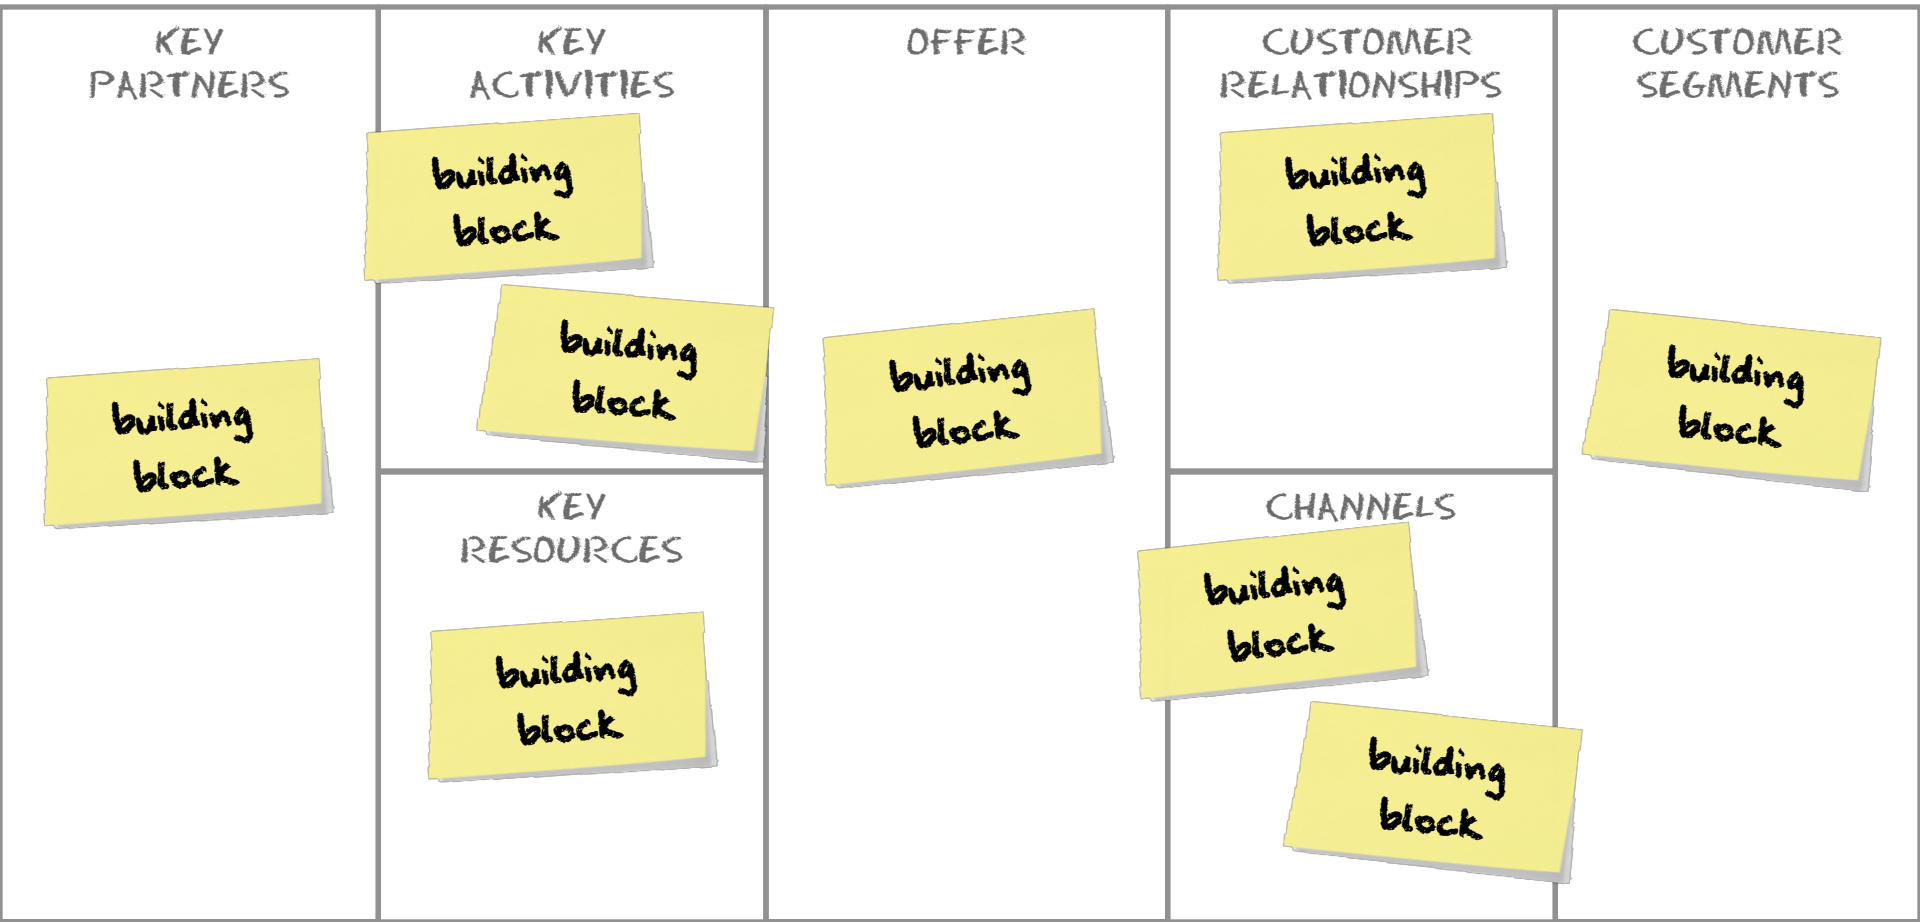 KEY
PARTNERS
building
block
KEY
ACTIVITIES
building
block
building
block
KEY
RESOURCES
building
block
OFFER
building
block
CUSTOMER
RELATIONSHIPS
building
block
CHANNELS
building
block
building
block
CUSTOMER
SEGMENTS
building
block